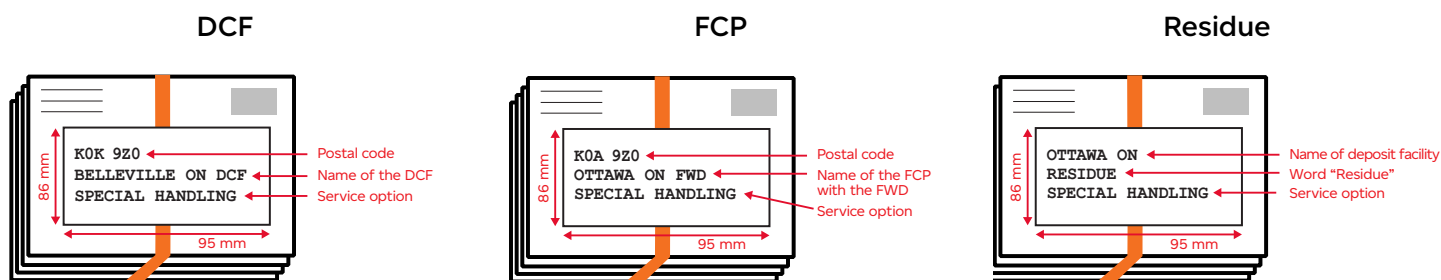 DCF
K0K 9Z0
BELLEVILLE ON DCF
SPECIAL HANDLING
86 mm
95 mm
Postal code
Name of the DCF
Service option
FCP
K0A 9Z0
OTTAWA ON FWD
SPECIAL HANDLING
86 mm
95 mm
Postal code
Name of the FCP
with the FWD
Service option
Residue
OTTAWA ON
RESIDUE
SPECIAL HANDLING
86 mm
95 mm
Name of deposit facility
Word “Residue”
Service option